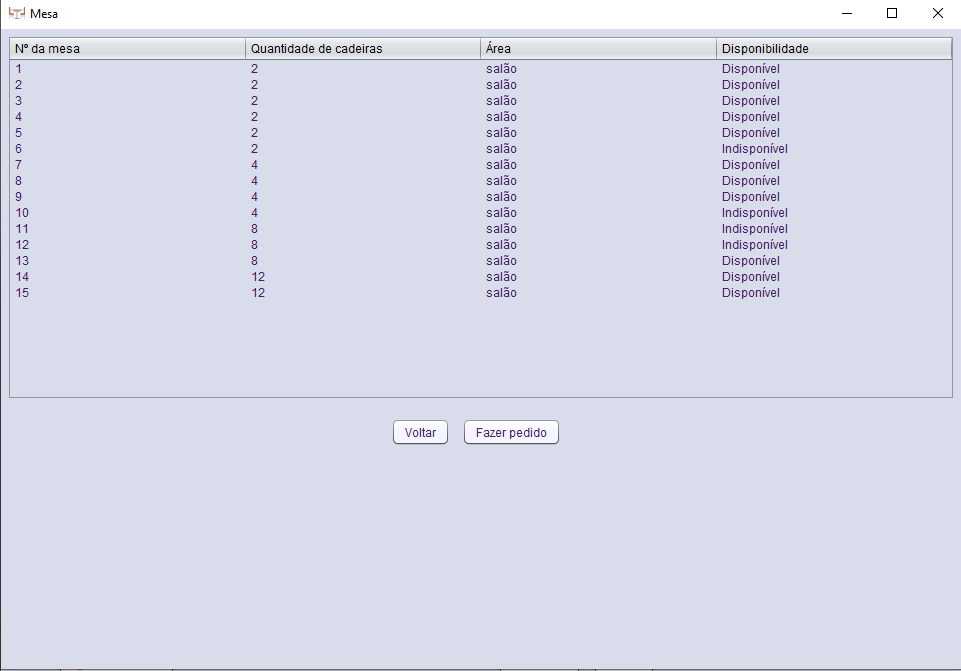 Mesa
Nº da mesa Quantidade de cadeiras Área Disponibilidade
1 2 salão Disponível
2 2 salão Disponível
3 2 salão Disponível
4 2 salão Disponível
5 2 salão Disponível
6 2 salão Indisponível
7 4 salão Disponível
8 4 salão Disponível
9 4 salão Disponível
10 4 salão Indisponível
11 8 salão Indisponível
12 8 salão Indisponível
13 8 salão Disponível
14 12 salão Disponível
15 12 salão Disponível
Voltar Fazer pedido